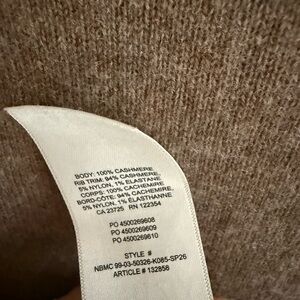 BODY: 100% CASHMERE
RIB TRIM: 94% CASHMERE,
5% NYLON, 1% ELASTANE
CORPS: 100% CACHEMIRE
BORD-CÔTE: 94% CACHEMIRE,
5% NYLON, 1% ELASTHANNE
CA 23725 RN 122354
PO 4500269608
PO 4500269609
PO 4500269610
STYLE #
NBMC 99-03-50326-K085-SP26
ARTICLE # 132856